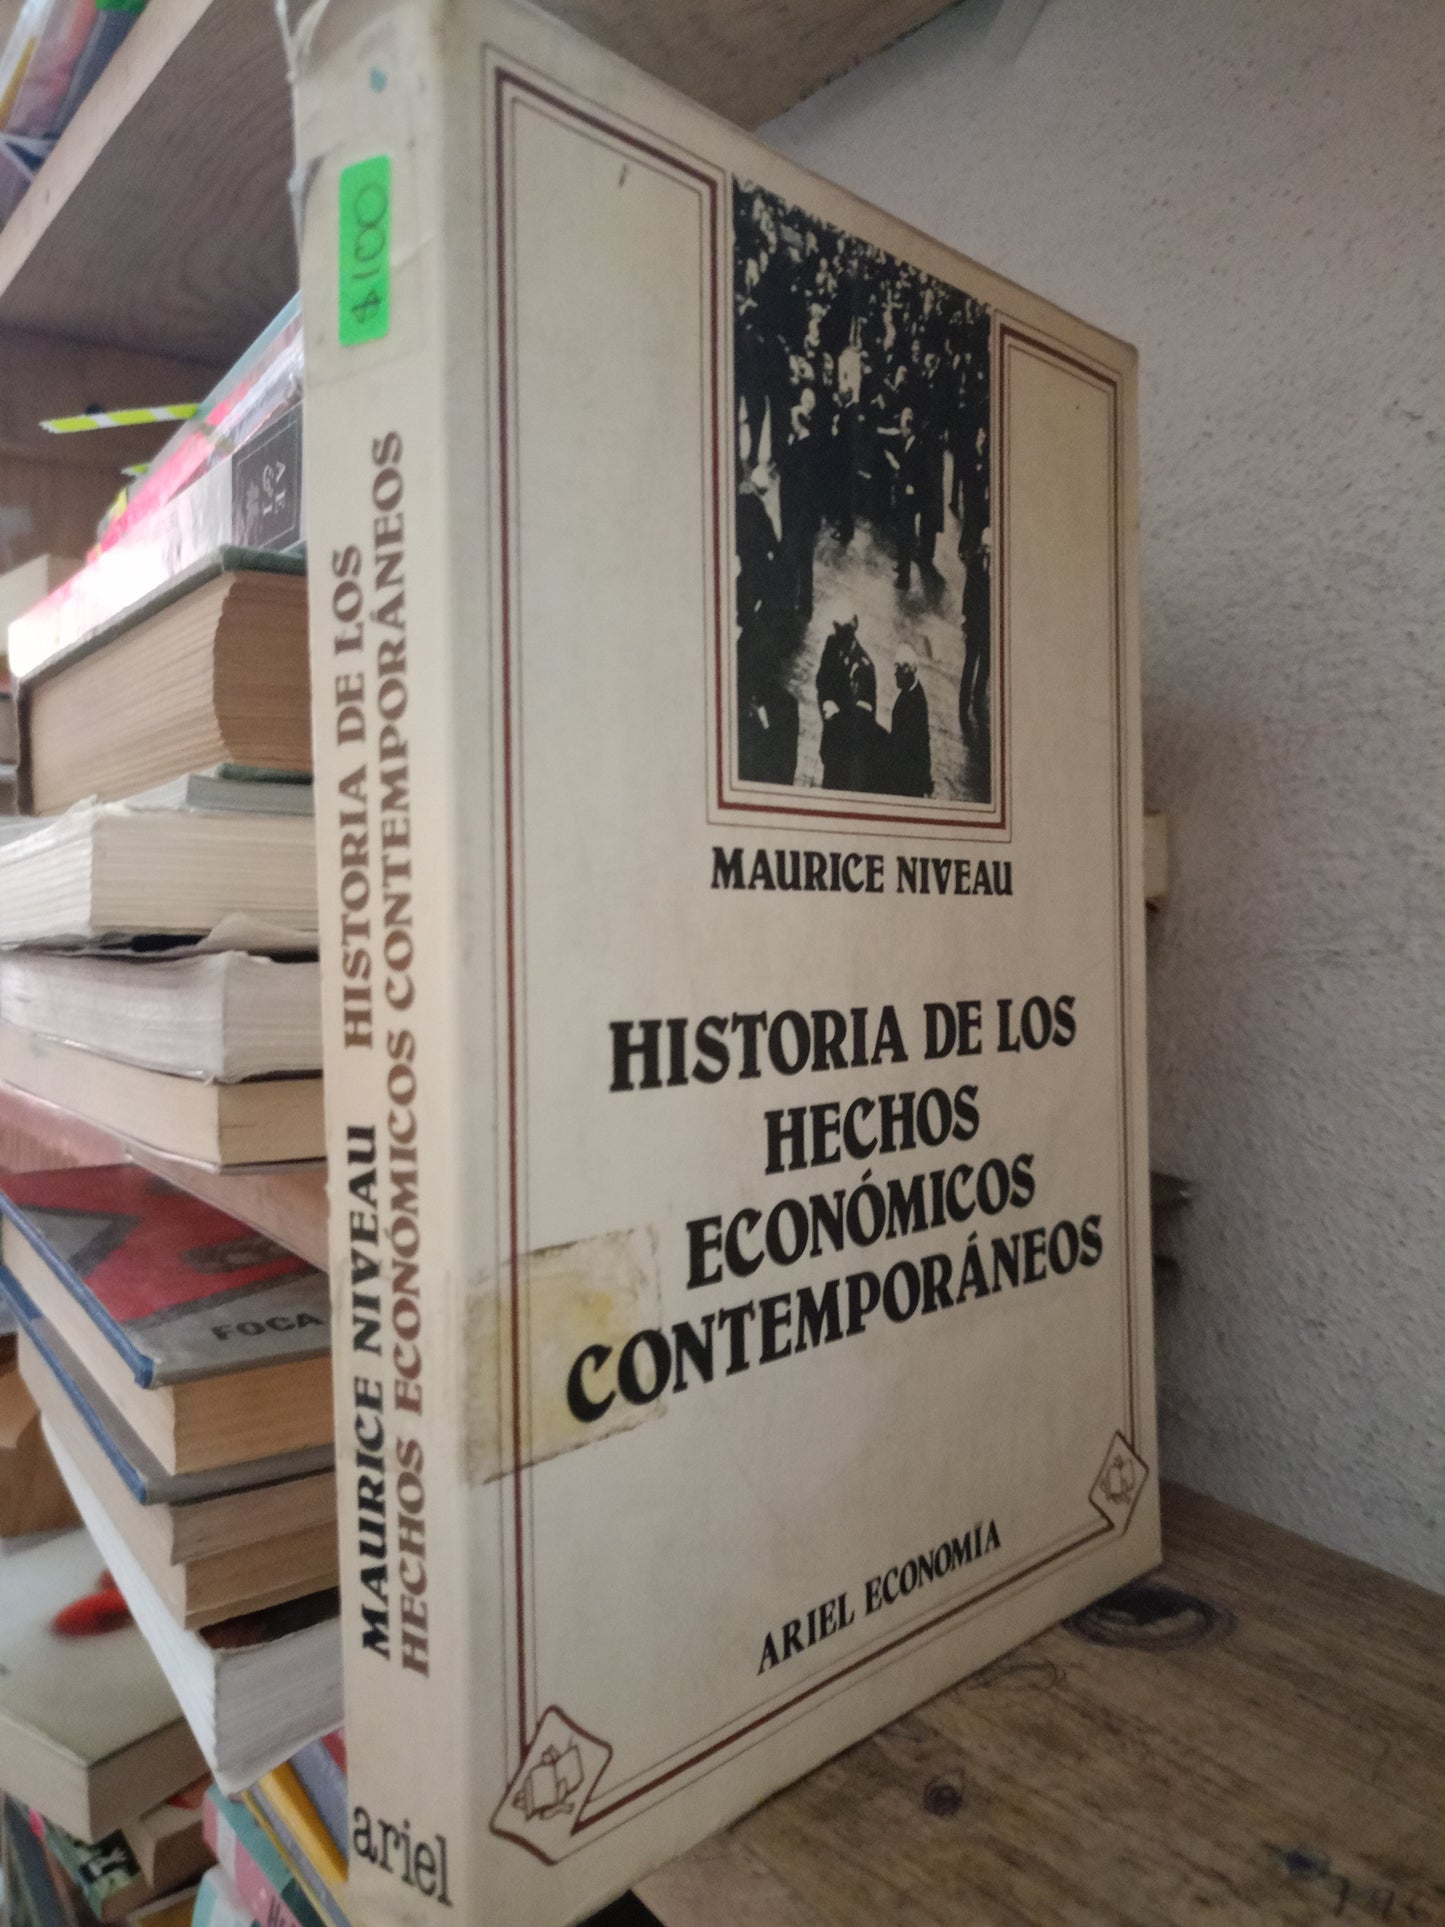 $100
MAURICE NIVEAU
HISTORIA DE LOS
HECHOS ECONÓMICOS CONTEMPORÁNEOS
ariel
MAURICE NIVEAU
HISTORIA DE LOS
HECHOS
ECONÓMICOS
CONTEMPORÁNEOS
ARIEL ECONOMÍA
FOCA